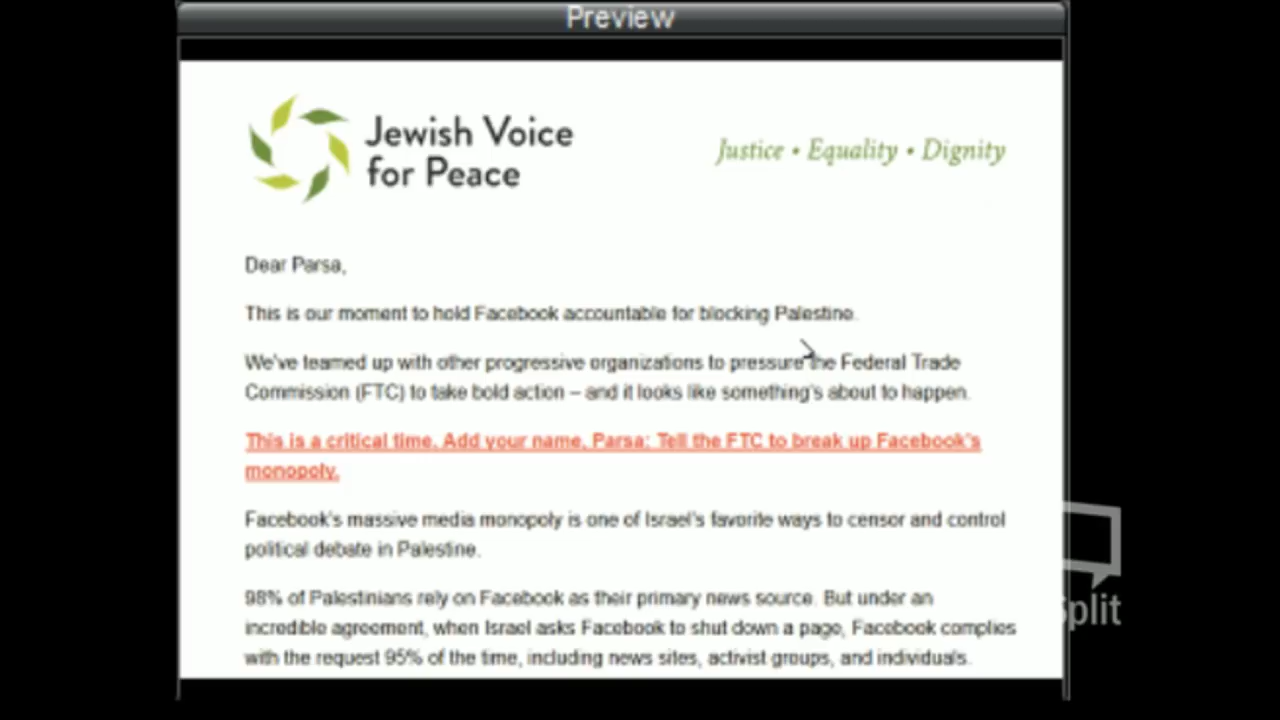 Preview
Jewish Voice
for Peace
Justice • Equality • Dignity
Dear Parsa,
This is our moment to hold Facebook accountable for blocking Palestine.
We've teamed up with other progressive organizations to pressure the Federal Trade
Commission (FTC) to take bold action – and it looks like something's about to happen.
This is a critical time. Add your name, Parsa: Tell the FTC to break up Facebook's
monopoly.
Facebook's massive media monopoly is one of Israel's favorite ways to censor and control
political debate in Palestine.
98% of Palestinians rely on Facebook as their primary news source. But under an
incredible agreement, when Israel asks Facebook to shut down a page, Facebook complies
with the request 95% of the time, including news sites, activist groups, and individuals.
Split